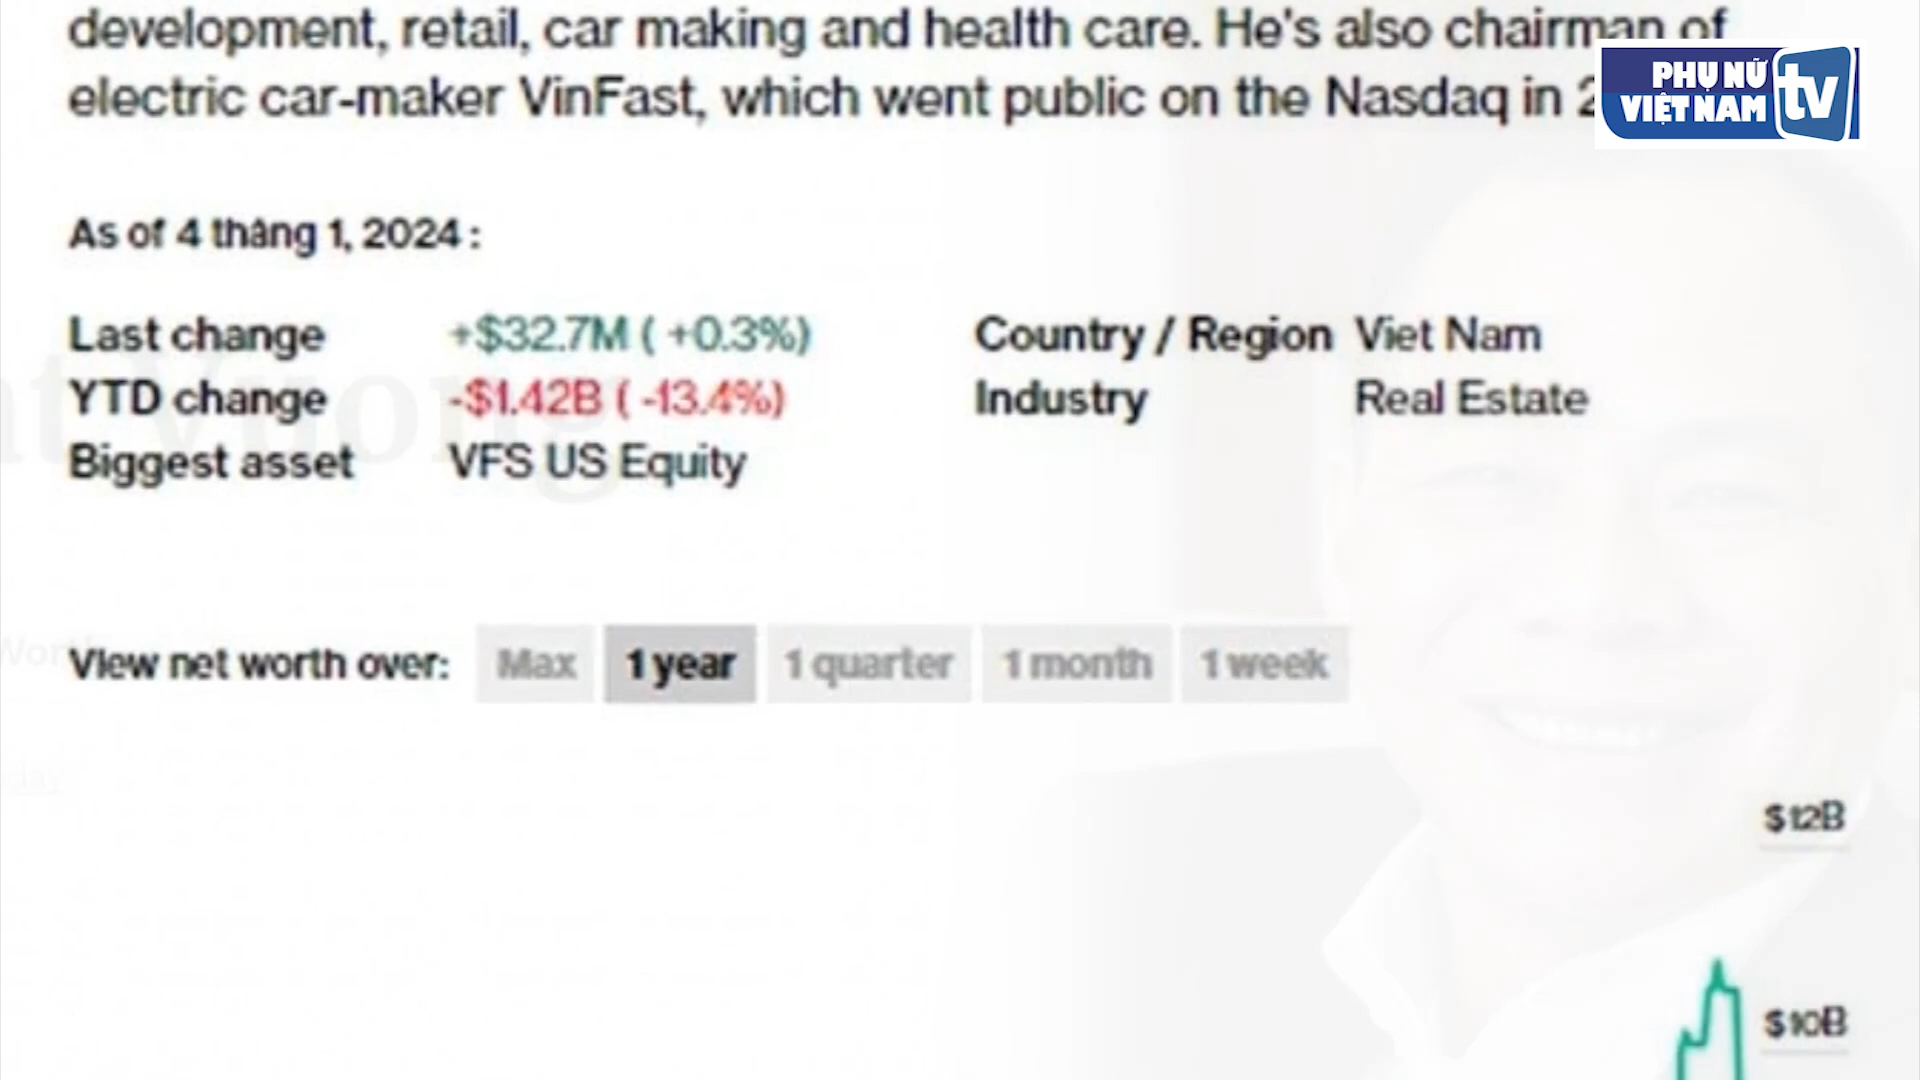 development, retail, car making and health care. He's also chairman of
electric car-maker VinFast, which went public on the Nasdaq in
PHỤ NỮ
VIỆT NAM
tv
As of 4 tháng 1, 2024 :
Last change +$32.7M ( +0.3%)
Country / Region Viet Nam
YTD change -$1.42B ( -13.4%)
Industry Real Estate
Biggest asset VFS US Equity
View net worth over: Max 1 year 1 quarter 1 month 1 week
$12B
$10B